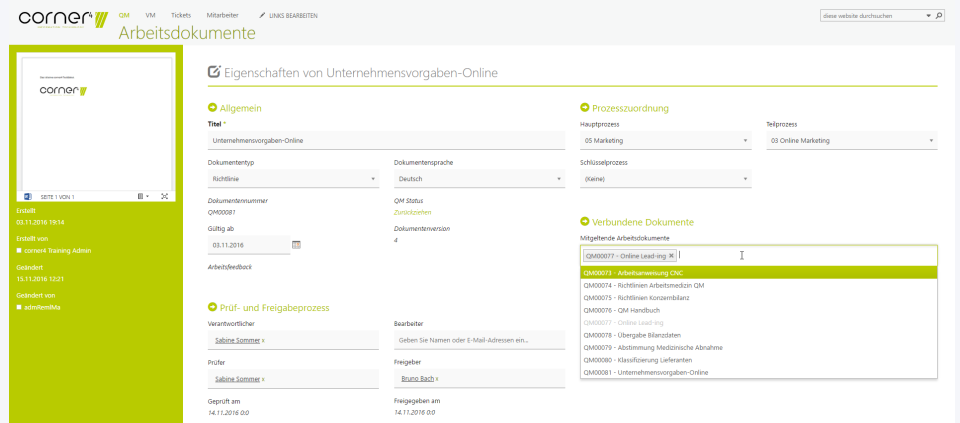 corner4
QM VM Tickets Mitarbeiter LINKS BEARBEITEN
diese website durchsuchen
Arbeitsdokumente
corner
SEITE 1 VON 1
Erstellt
03.11.2016 19:14
Erstellt von
corner4 Training Admin
Geändert
15.11.2016 12:21
Geändert von
admRemlMa
Eigenschaften von Unternehmensvorgaben-Online
Allgemein
Titel *
Unternehmensvorgaben-Online
Dokumententyp Dokumentensprache
Richtlinie Deutsch
Dokumentennummer QM Status
QM00081 Zurückziehen
Gültig ab Dokumentenversion
03.11.2016 4
Arbeitsfeedback
Prüf- und Freigabeprozess
Verantwortlicher Bearbeiter
Sabine Sommer x Geben Sie Namen oder E-Mail-Adressen ein...
Prüfer Freigeber
Sabine Sommer x Bruno Bach x
Geprüft am Freigegeben am
14.11.2016 0:0 14.11.2016 0:0
Prozesszuordnung
Hauptprozess Teilprozess
05 Marketing 03 Online Marketing
Schlüsselprozess
(Keine)
Verbundene Dokumente
Mitgeltende Arbeitsdokumente
QM00077 - Online Lead-ing ×
QM00073 - Arbeitsanweisung CNC
QM00074 - Richtlinien Arbeitsmedizin QM
QM00075 - Richtlinien Konzernbilanz
QM00076 - QM Handbuch
QM00077 - Online Lead-ing
QM00078 - Übergabe Bilanzdaten
QM00079 - Abstimmung Medizinische Abnahme
QM00080 - Klassifizierung Lieferanten
QM00081 - Unternehmensvorgaben-Online